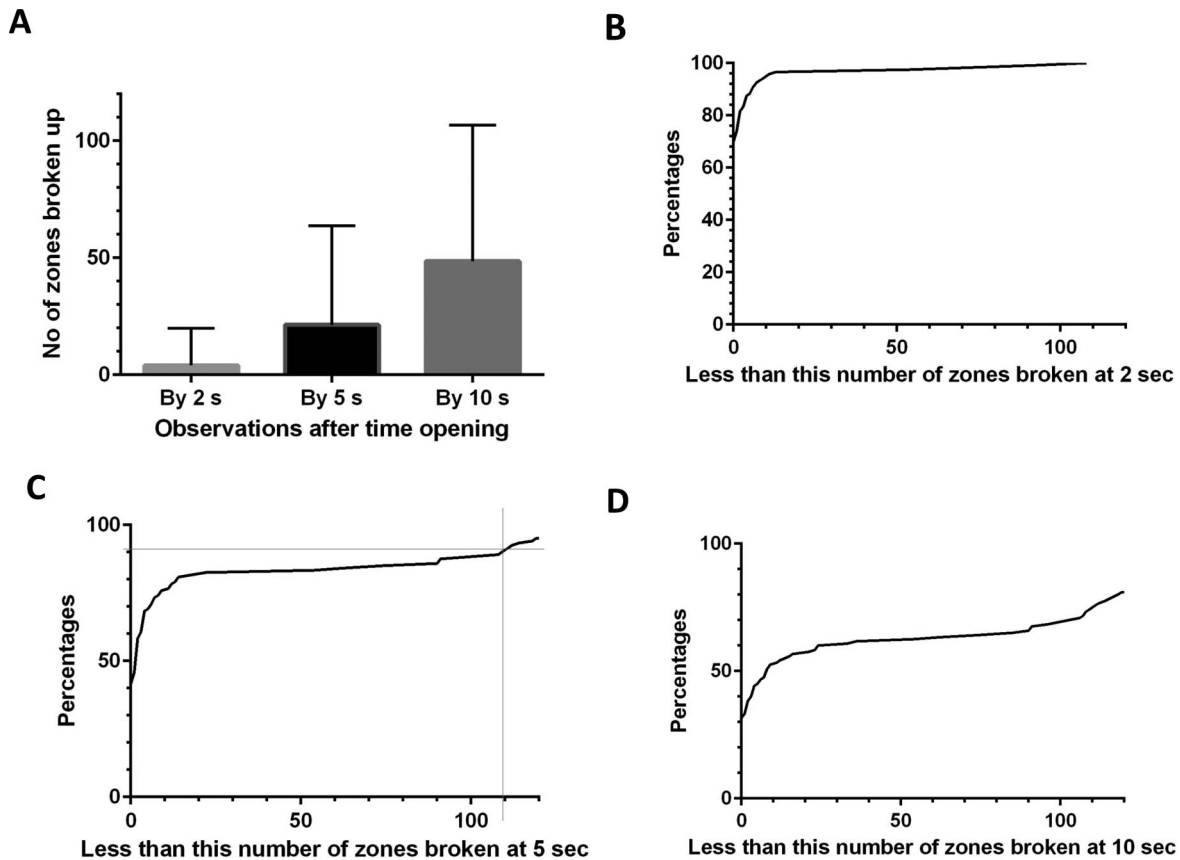 A
No of zones broken up
100
50
0
By 2 s By 5 s By 10 s
Observations after time opening
B
Percentages
100
80
60
40
20
0
0 50 100
Less than this number of zones broken at 2 sec
C
Percentages
100
50
0
0 50 100
Less than this number of zones broken at 5 sec
D
Percentages
100
50
0
0 50 100
Less than this number of zones broken at 10 sec